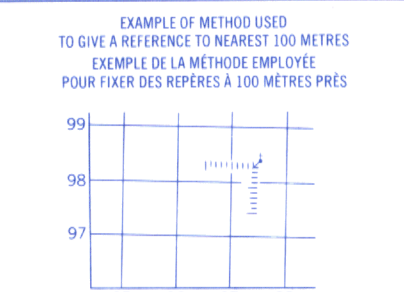 EXAMPLE OF METHOD USED
TO GIVE A REFERENCE TO NEAREST 100 METRES
EXEMPLE DE LA MÉTHODE EMPLOYÉE
POUR FIXER DES REPÈRES À 100 MÈTRES PRÈS
99
98
97